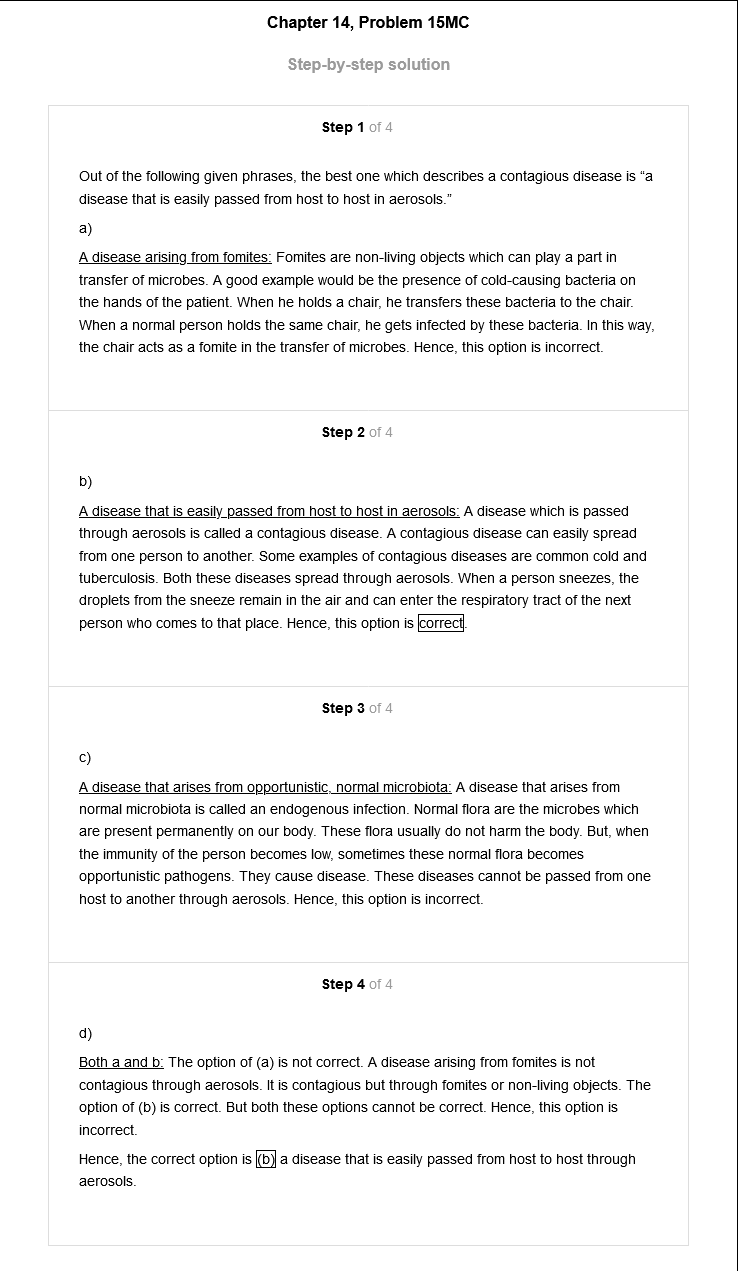 Chapter 14, Problem 15MC
Step-by-step solution
Step 1 of 4
Out of the following given phrases, the best one which describes a contagious disease is “a
disease that is easily passed from host to host in aerosols.”
a)
A disease arising from fomites: Fomites are non-living objects which can play a part in
transfer of microbes. A good example would be the presence of cold-causing bacteria on
the hands of the patient. When he holds a chair, he transfers these bacteria to the chair.
When a normal person holds the same chair, he gets infected by these bacteria. In this way,
the chair acts as a fomite in the transfer of microbes. Hence, this option is incorrect.
Step 2 of 4
b)
A disease that is easily passed from host to host in aerosols: A disease which is passed
through aerosols is called a contagious disease. A contagious disease can easily spread
from one person to another. Some examples of contagious diseases are common cold and
tuberculosis. Both these diseases spread through aerosols. When a person sneezes, the
droplets from the sneeze remain in the air and can enter the respiratory tract of the next
person who comes to that place. Hence, this option is correct.
Step 3 of 4
c)
A disease that arises from opportunistic, normal microbiota: A disease that arises from
normal microbiota is called an endogenous infection. Normal flora are the microbes which
are present permanently on our body. These flora usually do not harm the body. But, when
the immunity of the person becomes low, sometimes these normal flora becomes
opportunistic pathogens. They cause disease. These diseases cannot be passed from one
host to another through aerosols. Hence, this option is incorrect.
Step 4 of 4
d)
Both a and b: The option of (a) is not correct. A disease arising from fomites is not
contagious through aerosols. It is contagious but through fomites or non-living objects. The
option of (b) is correct. But both these options cannot be correct. Hence, this option is
incorrect.
Hence, the correct option is (b) a disease that is easily passed from host to host through
aerosols.